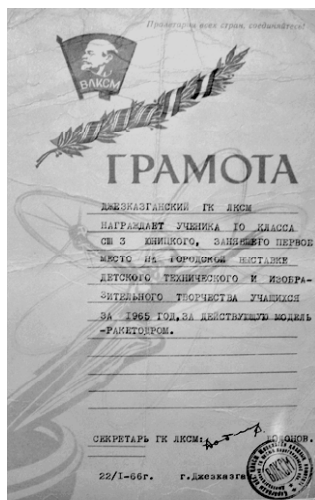 Пролетарии всех стран, соединяйтесь!
ВЛКСМ
ГРАМОТА
ДЖЕЗКАЗГАНСКИЙ ГК ЛКСМ
НАГРАЖДАЕТ УЧЕНИКА 10 КЛАССА
СШ 3 ЮНИЦКОГО, ЗАНЯВШЕГО ПЕРВОЕ
МЕСТО НА ГОРОДСКОЙ ВЫСТАВКЕ
ДЕТСКОГО ТЕХНИЧЕСКОГО И ИЗОБРА-
ЗИТЕЛЬНОГО ТВОРЧЕСТВА УЧАЩИХСЯ
ЗА 1965 ГОД, ЗА ДЕЙСТВУЮЩУЮ МОДЕЛЬ
-РАКЕТОДРОМ.
СЕКРЕТАРЬ ГК ЛКСМ:
22/I-66г. г.Джезказган
ВЛКСМ